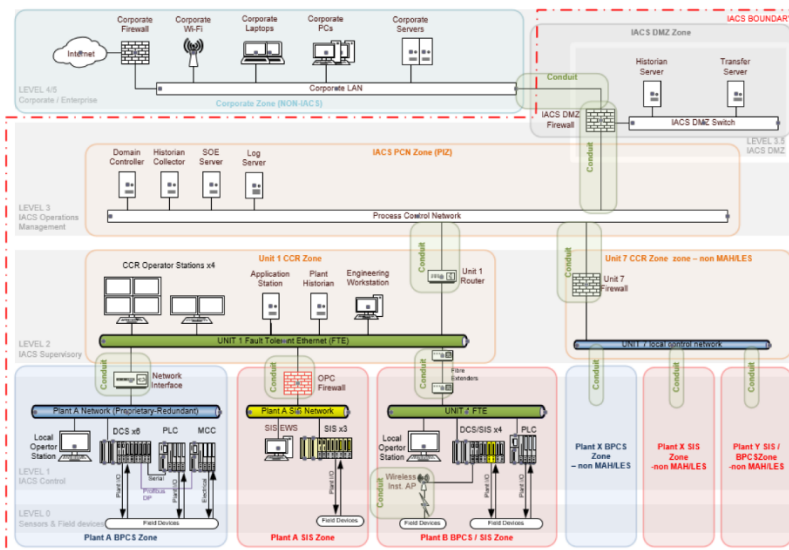 Corporate
Firewall
Corporate
Wi-Fi
Corporate
Laptops
Corporate
PCs
Corporate
Servers
Internet
Corporate LAN
LEVEL 4/5
Corporate / Enterprise
Corporate Zone (NON-IACS)
Conduit
IACS BOUNDARY
IACS DMZ Zone
Historian
Server
Transfer
Server
IACS DMZ
Firewall
IACS DMZ Switch
LEVEL 3.5
IACS DMZ
Conduit
IACS PCN Zone (PIZ)
Domain
Controller
Historian
Collector
SOE
Server
Log
Server
LEVEL 3
IACS Operations
Management
Process Control Network
Conduit
Conduit
Unit 1 CCR Zone
CCR Operator Stations x4
Application
Station
Plant
Historian
Engineering
Workstation
Unit 1
Router
Unit 7 CCR Zone zone – non MAH/LES
Unit 7
Firewall
LEVEL 2
IACS Supervisory
UNIT 1 Fault Tolerent Ethernet (FTE)
UNIT 7 local control network
Conduit
Network
Interface
Conduit
OPC
Firewall
Conduit
Fibre
Extenders
Conduit
Conduit
Conduit
Plant A Network (Proprietary-Redundant)
Plant A SIS Network
FTE
Local
Opertor
Station
DCS x6
PLC
MCC
SIS EWS
SIS x3
Local
Operator
Station
DCS/SIS x4
PLC
Serial
Profibus
DP
Plant I/O
Plant I/O
Electrical
Plant I/O
Plant I/O
Plant I/O
Wireless
Inst. AP
Conduit
LEVEL 1
IACS Control
LEVEL 0
Sensors & Field devices
Field Devices
Field Devices
Field Devices
Field Devices
Plant A BPCS Zone
Plant A SIS Zone
Plant B BPCS / SIS Zone
Plant X BPCS
Zone
– non MAH/LES
Plant X SIS
Zone
-non MAH/LES
Plant Y SIS /
BPCSZone
-non MAH/LES